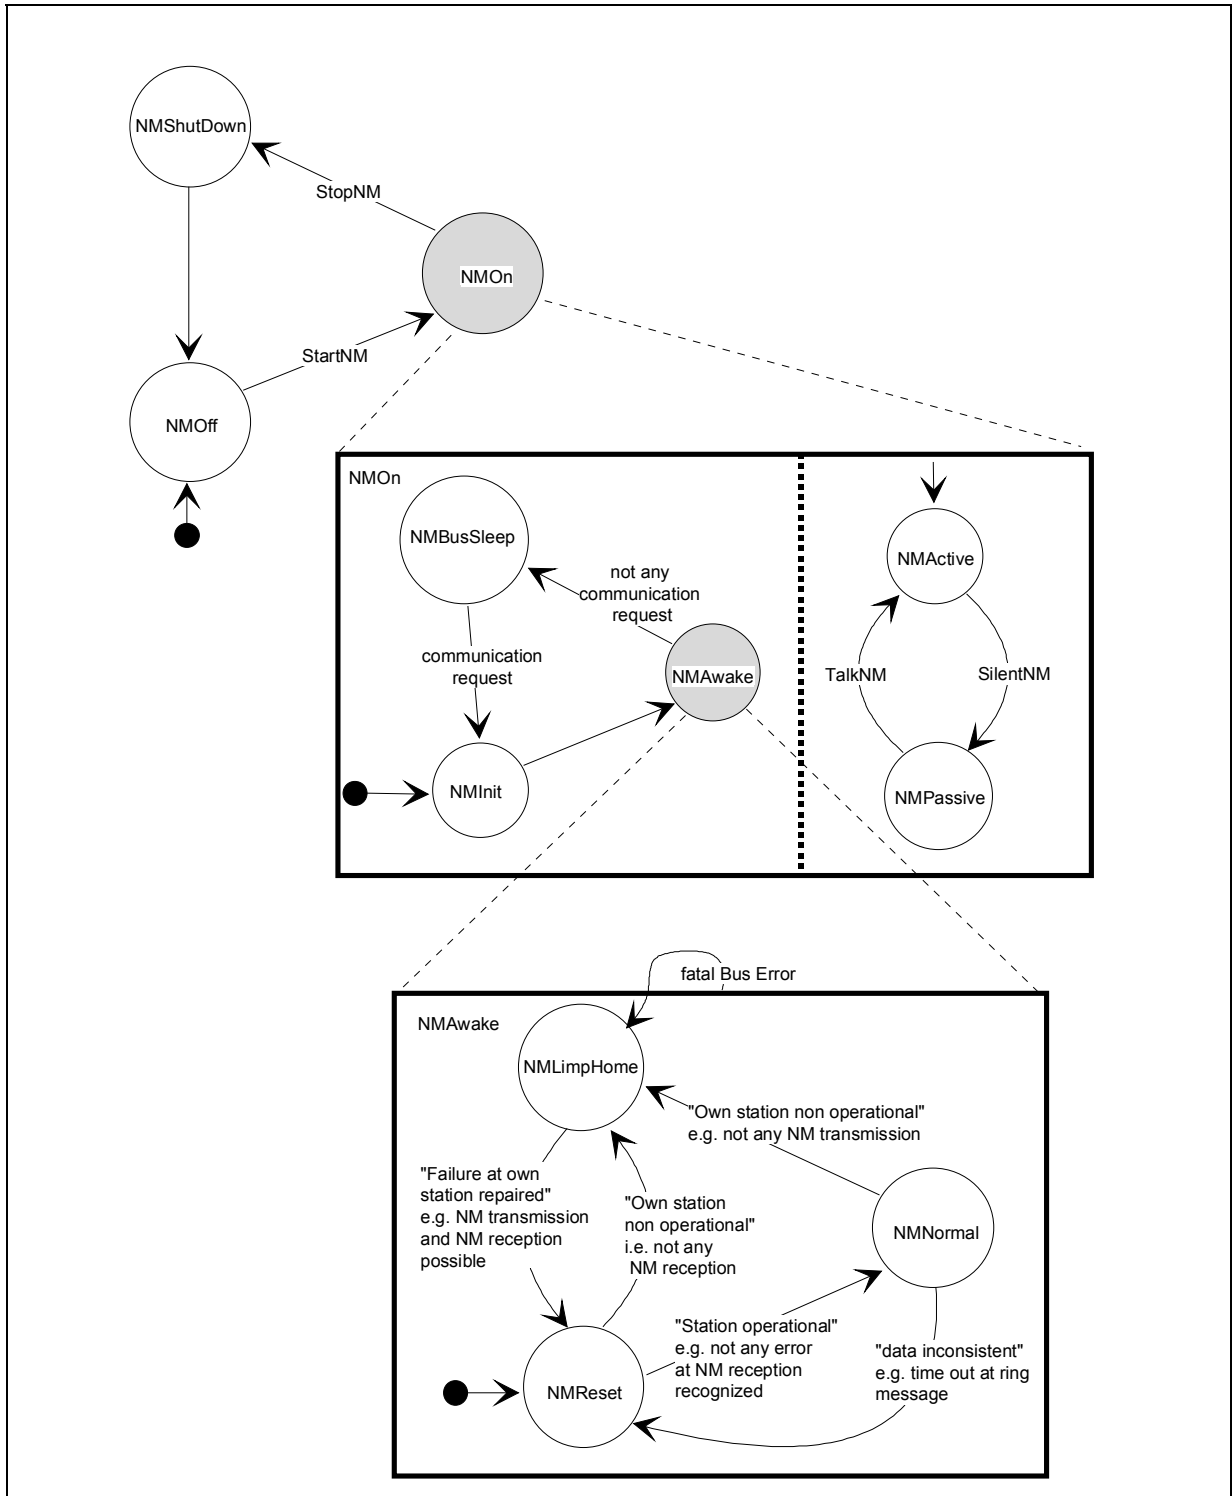 NMShutDown
StopNM
NMOn
StartNM
NMOff
NMOn
NMBusSleep
not any
communication
request
communication
request
NMAwake
NMInit
NMActive
TalkNM
SilentNM
NMPassive
fatal Bus Error
NMAwake
NMLimpHome
"Own station non operational"
e.g. not any NM transmission
"Failure at own
station repaired"
e.g. NM transmission
and NM reception
possible
"Own station
non operational"
i.e. not any
NM reception
NMNormal
"Station operational"
e.g. not any error
at NM reception
recognized
"data inconsistent"
e.g. time out at ring
message
NMReset